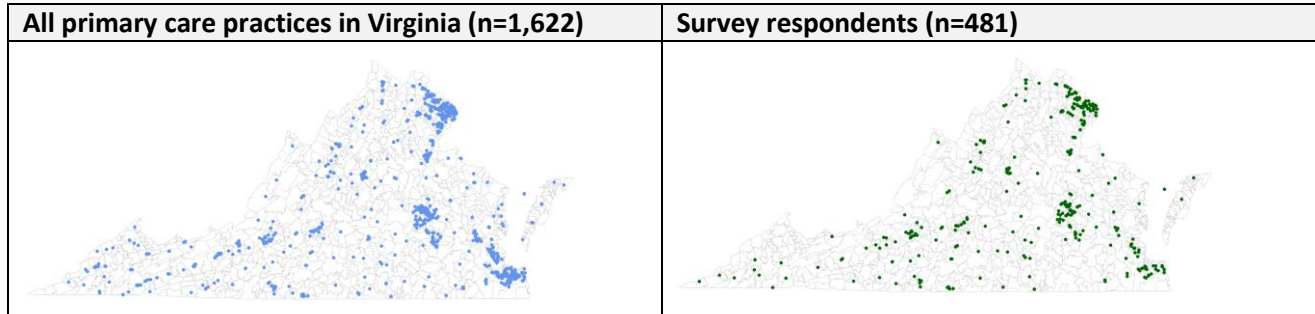 All primary care practices in Virginia (n=1,622)
Survey respondents (n=481)